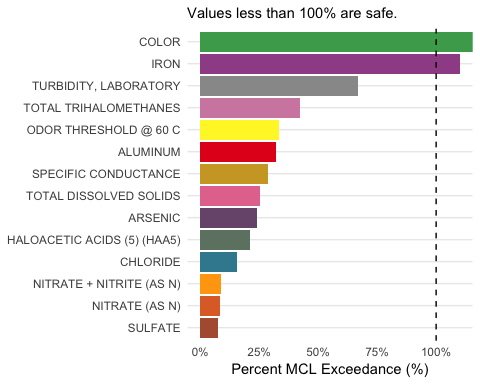 Values less than 100% are safe.
COLOR
IRON
TURBIDITY, LABORATORY
TOTAL TRIHALOMETHANES
ODOR THRESHOLD @ 60 C
ALUMINUM
SPECIFIC CONDUCTANCE
TOTAL DISSOLVED SOLIDS
ARSENIC
HALOACETIC ACIDS (5) (HAA5)
CHLORIDE
NITRATE + NITRITE (AS N)
NITRATE (AS N)
SULFATE
0% 25% 50% 75% 100%
Percent MCL Exceedance (%)